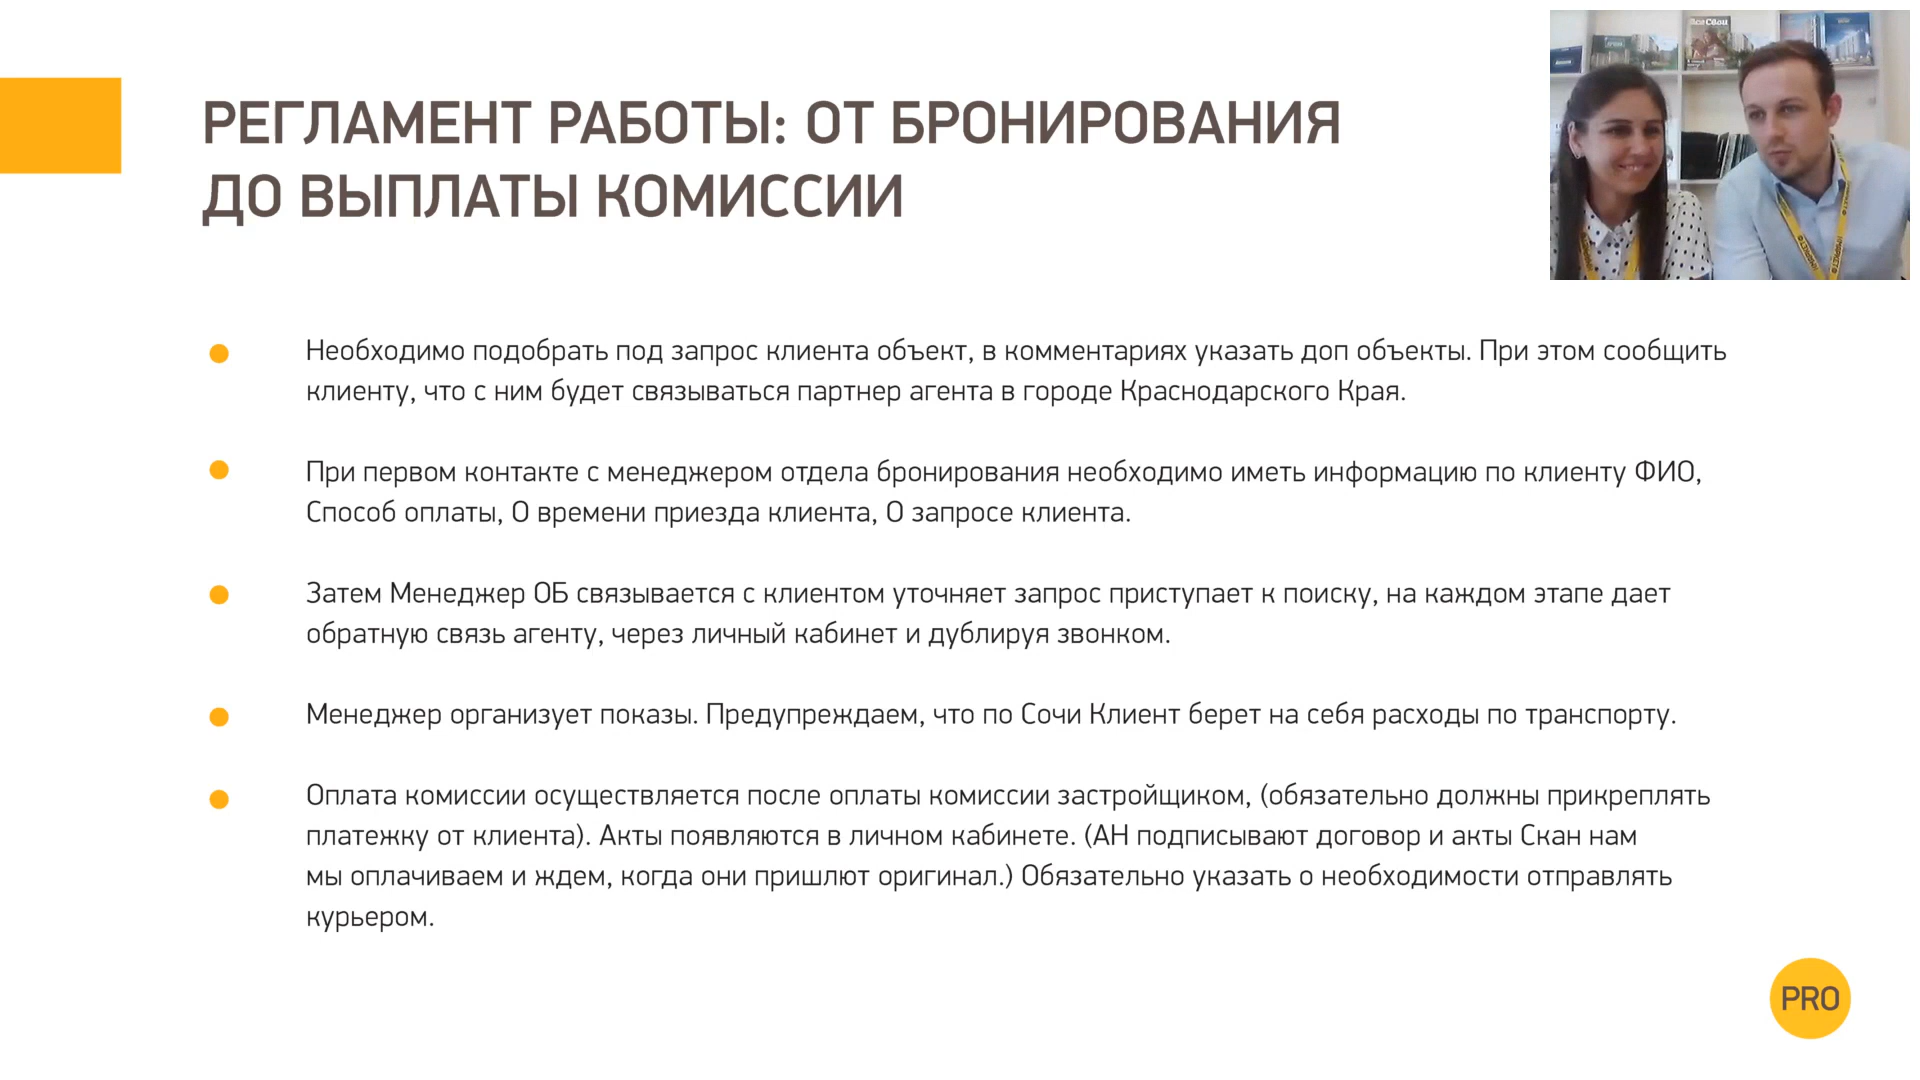 РЕГЛАМЕНТ РАБОТЫ: ОТ БРОНИРОВАНИЯ
ДО ВЫПЛАТЫ КОМИССИИ
Все Свои
Необходимо подобрать под запрос клиента объект, в комментариях указать доп объекты. При этом сообщить
клиенту, что с ним будет связываться партнер агента в городе Краснодарского Края.
При первом контакте с менеджером отдела бронирования необходимо иметь информацию по клиенту ФИО,
Способ оплаты, О времени приезда клиента, О запросе клиента.
Затем Менеджер ОБ связывается с клиентом уточняет запрос приступает к поиску, на каждом этапе дает
обратную связь агенту, через личный кабинет и дублируя звонком.
Менеджер организует показы. Предупреждаем, что по Сочи Клиент берет на себя расходы по транспорту.
Оплата комиссии осуществляется после оплаты комиссии застройщиком, (обязательно должны прикреплять
платежку от клиента). Акты появляются в личном кабинете. (АН подписывают договор и акты Скан нам
мы оплачиваем и ждем, когда они пришлют оригинал.) Обязательно указать о необходимости отправлять
курьером.
PRO